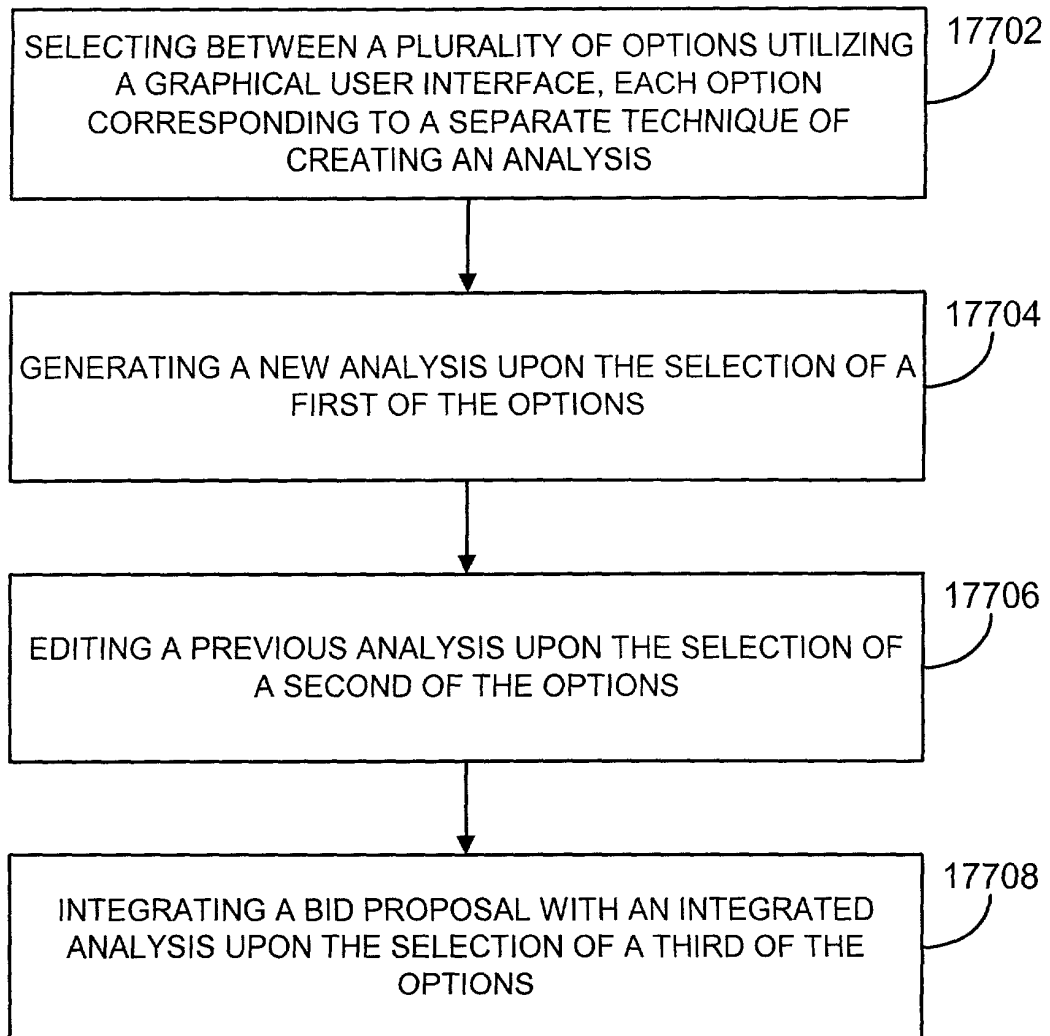 SELECTING BETWEEN A PLURALITY OF OPTIONS UTILIZING
A GRAPHICAL USER INTERFACE, EACH OPTION
CORRESPONDING TO A SEPARATE TECHNIQUE OF
CREATING AN ANALYSIS
17702
GENERATING A NEW ANALYSIS UPON THE SELECTION OF A
FIRST OF THE OPTIONS
17704
EDITING A PREVIOUS ANALYSIS UPON THE SELECTION OF
A SECOND OF THE OPTIONS
17706
INTEGRATING A BID PROPOSAL WITH AN INTEGRATED
ANALYSIS UPON THE SELECTION OF A THIRD OF THE
OPTIONS
17708